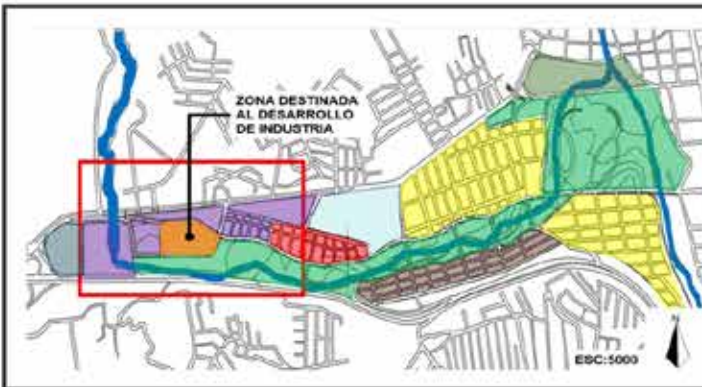 ZONA DESTINADA
AL DESARROLLO
DE INDUSTRIA
N
ESC:5000